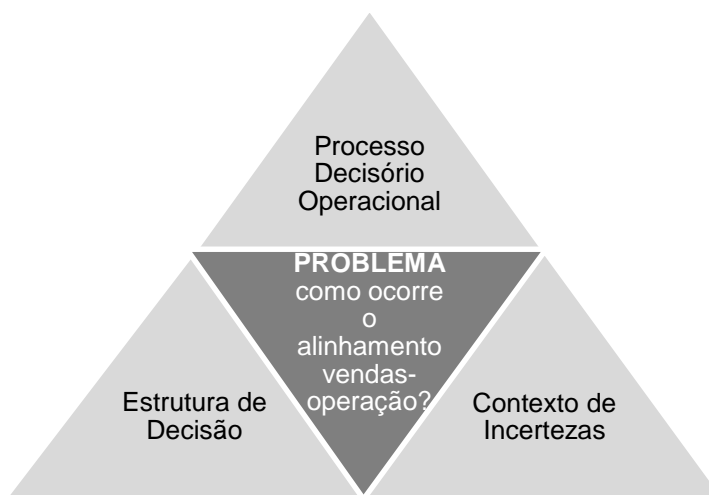 Processo
Decisório
Operacional
PROBLEMA
como ocorre
o
alinhamento
vendas-
operação?
Estrutura de
Decisão
Contexto de
Incertezas